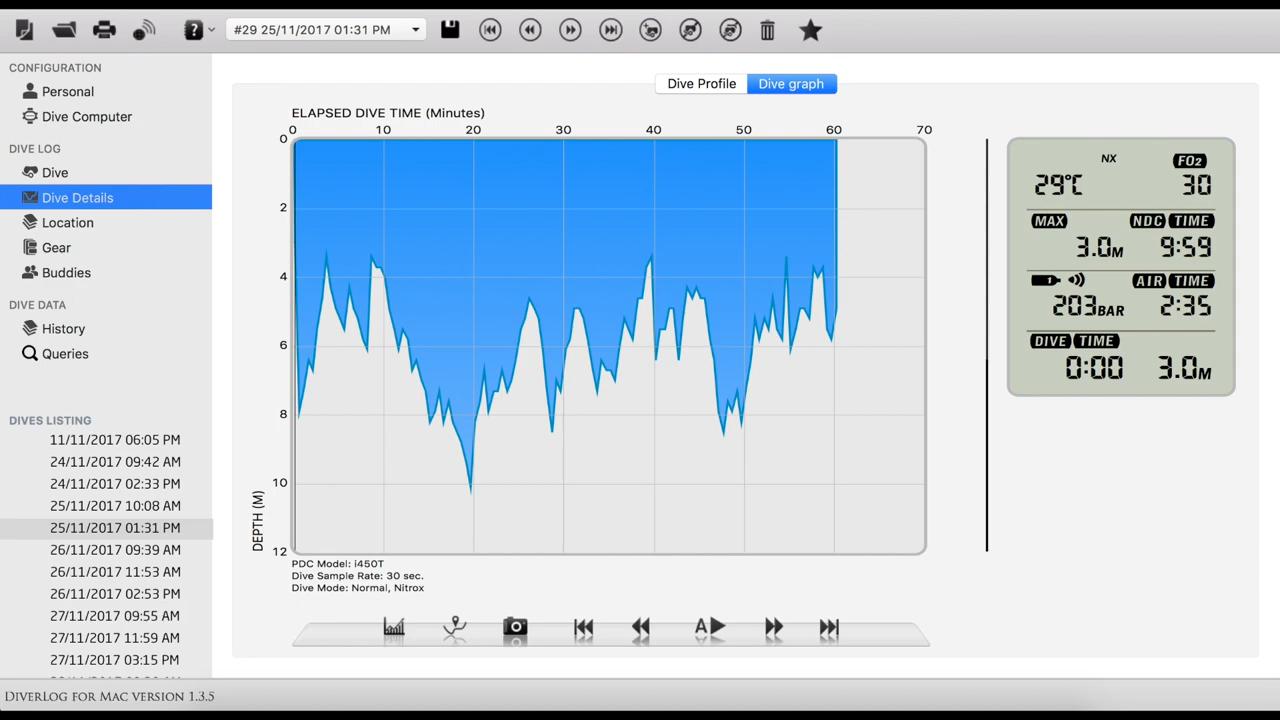 #29 25/11/2017 01:31 PM
CONFIGURATION
Personal
Dive Computer
DIVE LOG
Dive
Dive Details
Location
Gear
Buddies
DIVE DATA
History
Queries
DIVES LISTING
11/11/2017 06:05 PM
24/11/2017 09:42 AM
24/11/2017 02:33 PM
25/11/2017 10:08 AM
25/11/2017 01:31 PM
26/11/2017 09:39 AM
26/11/2017 11:53 AM
26/11/2017 02:53 PM
27/11/2017 09:55 AM
27/11/2017 11:59 AM
27/11/2017 03:15 PM
Dive Profile Dive graph
ELAPSED DIVE TIME (Minutes)
0 10 20 30 40 50 60 70
0
2
4
6
8
10
12
DEPTH (M)
PDC Model: i450T
Dive Sample Rate: 30 sec.
Dive Mode: Normal, Nitrox
A
NX FO2
29°C 30
MAX NDC TIME
3.0M 9:59
1 AIR TIME
203BAR 2:35
DIVE TIME
0:00 3.0M
DIVERLOG FOR MAC VERSION 1.3.5